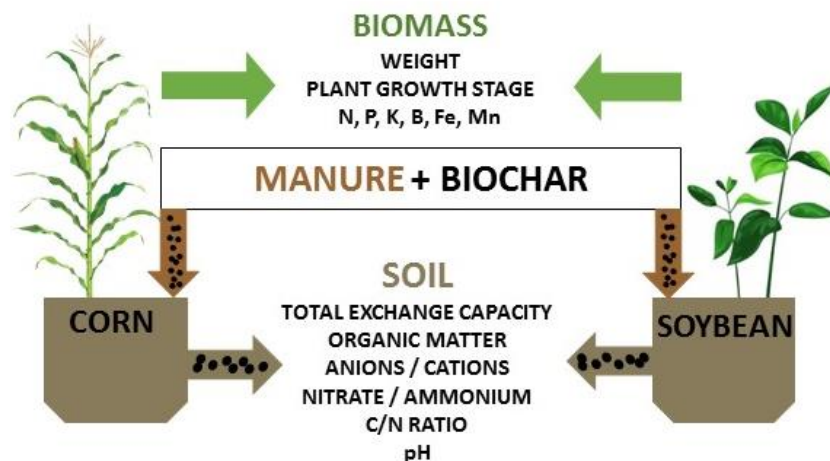 BIOMASS
WEIGHT
PLANT GROWTH STAGE
N, P, K, B, Fe, Mn
MANURE + BIOCHAR
SOIL
TOTAL EXCHANGE CAPACITY
ORGANIC MATTER
ANIONS / CATIONS
NITRATE / AMMONIUM
C/N RATIO
pH
CORN
SOYBEAN